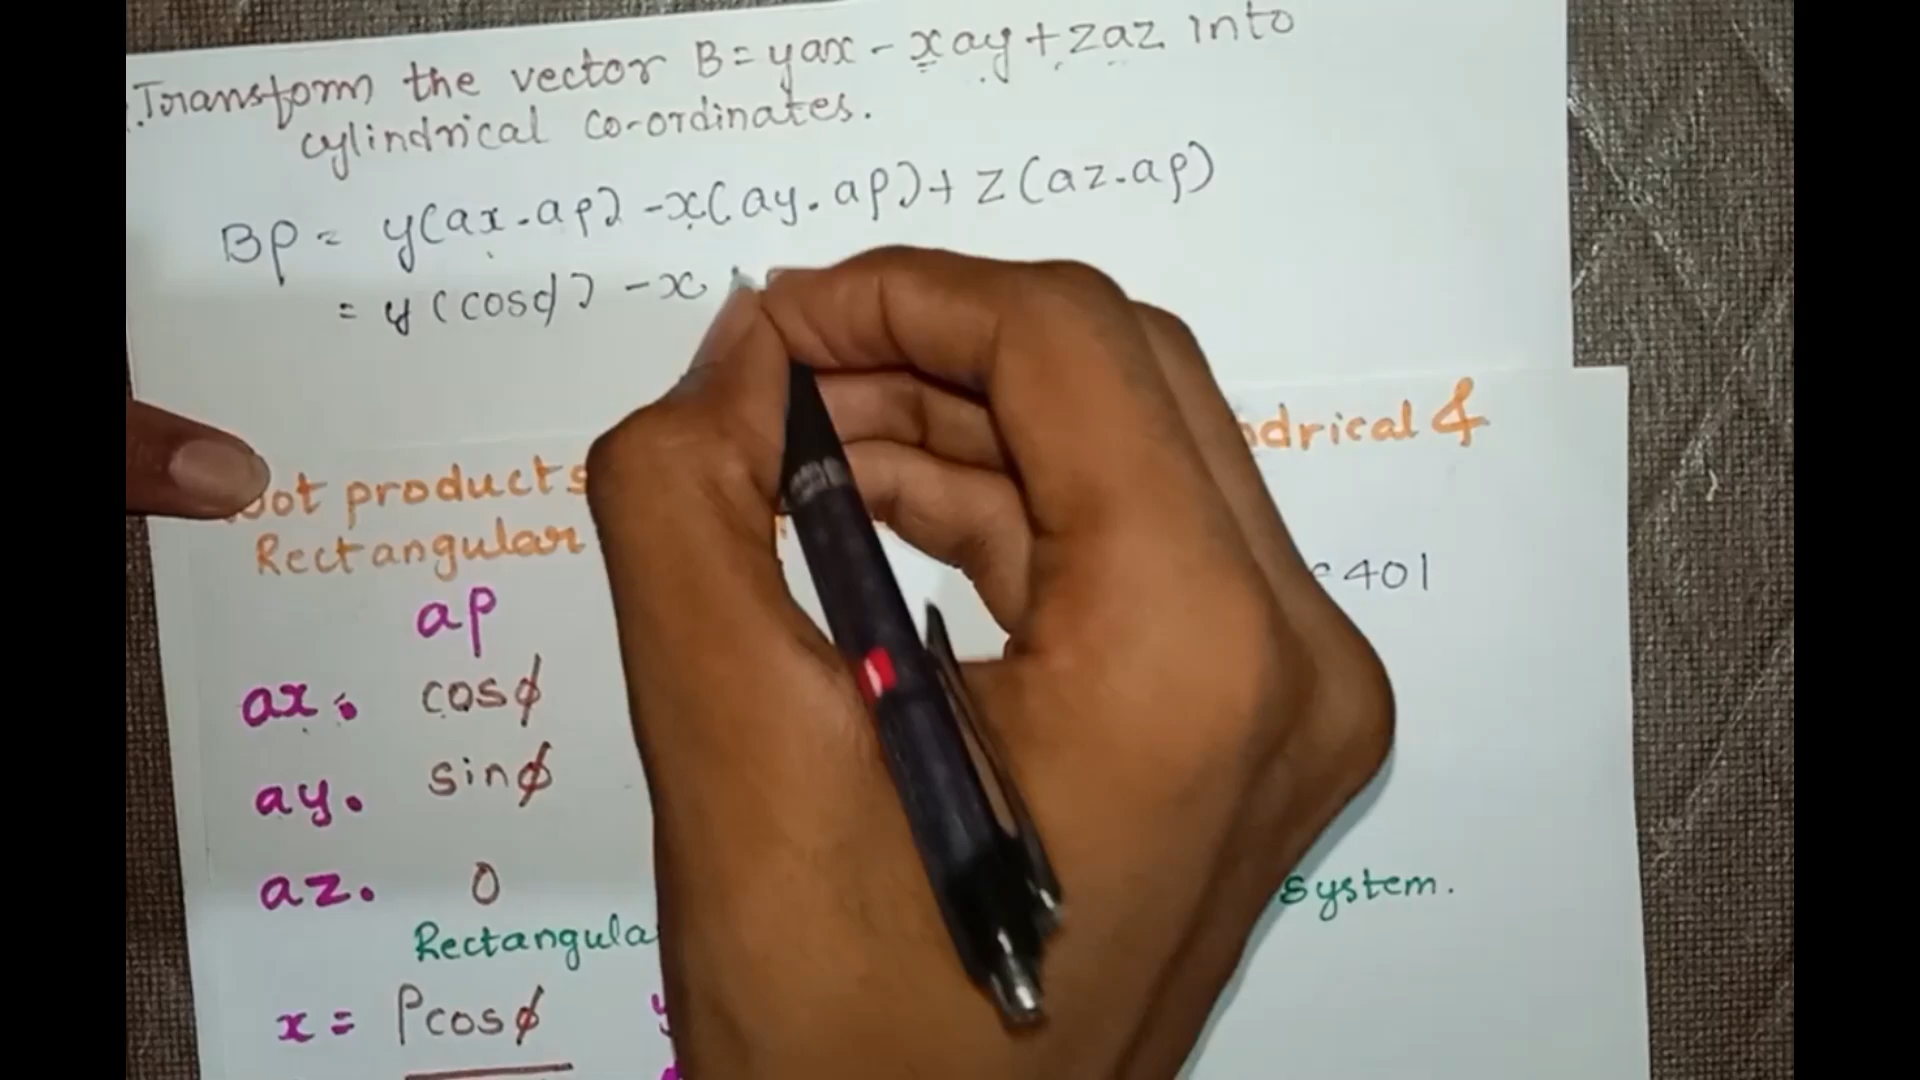 Transform the vector B=yax-xay+zaz into
cylindrical co-ordinates.
Bρ = y(ax.aρ) -x(ay.aρ)+z(az.aρ)
= y(cosϕ) -x
Dot products drical &
Rectangular
401
aρ
ax. cosϕ
ay. sinϕ
az. 0
Rectangula System.
x = ρcosϕ y